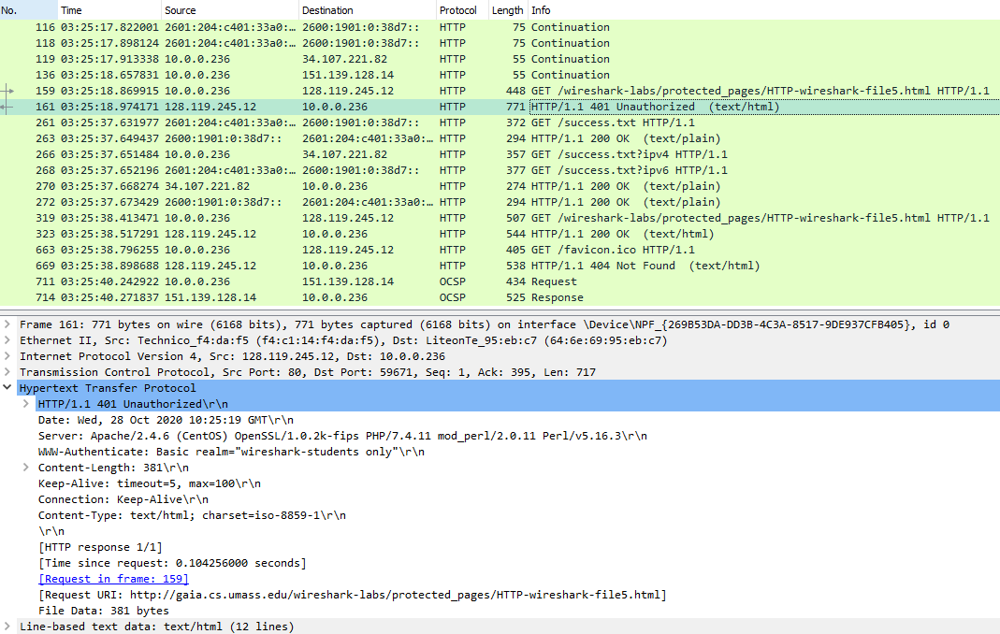 No. Time Source Destination Protocol Length Info
116 03:25:17.822001 2601:204:c401:33a0:… 2600:1901:0:38d7:: HTTP 75 Continuation
118 03:25:17.898124 2601:204:c401:33a0:… 2600:1901:0:38d7:: HTTP 75 Continuation
119 03:25:17.913338 10.0.0.236 34.107.221.82 HTTP 55 Continuation
136 03:25:18.657831 10.0.0.236 151.139.128.14 HTTP 55 Continuation
159 03:25:18.869915 10.0.0.236 128.119.245.12 HTTP 448 GET /wireshark-labs/protected_pages/HTTP-wireshark-file5.html HTTP/1.1
161 03:25:18.974171 128.119.245.12 10.0.0.236 HTTP 771 HTTP/1.1 401 Unauthorized (text/html)
261 03:25:37.631977 2601:204:c401:33a0:… 2600:1901:0:38d7:: HTTP 372 GET /success.txt HTTP/1.1
263 03:25:37.649437 2600:1901:0:38d7:: 2601:204:c401:33a0:… HTTP 294 HTTP/1.1 200 OK (text/plain)
266 03:25:37.651484 10.0.0.236 34.107.221.82 HTTP 357 GET /success.txt?ipv4 HTTP/1.1
268 03:25:37.652196 2601:204:c401:33a0:… 2600:1901:0:38d7:: HTTP 377 GET /success.txt?ipv6 HTTP/1.1
270 03:25:37.668274 34.107.221.82 10.0.0.236 HTTP 274 HTTP/1.1 200 OK (text/plain)
272 03:25:37.673429 2600:1901:0:38d7:: 2601:204:c401:33a0:… HTTP 294 HTTP/1.1 200 OK (text/plain)
319 03:25:38.413471 10.0.0.236 128.119.245.12 HTTP 507 GET /wireshark-labs/protected_pages/HTTP-wireshark-file5.html HTTP/1.1
323 03:25:38.517291 128.119.245.12 10.0.0.236 HTTP 544 HTTP/1.1 200 OK (text/html)
663 03:25:38.796255 10.0.0.236 128.119.245.12 HTTP 405 GET /favicon.ico HTTP/1.1
669 03:25:38.898688 128.119.245.12 10.0.0.236 HTTP 538 HTTP/1.1 404 Not Found (text/html)
711 03:25:40.242922 10.0.0.236 151.139.128.14 OCSP 434 Request
714 03:25:40.271837 151.139.128.14 10.0.0.236 OCSP 525 Response
Frame 161: 771 bytes on wire (6168 bits), 771 bytes captured (6168 bits) on interface \Device\NPF_{269B53DA-DD3B-4C3A-8517-9DE937CFB405}, id 0
Ethernet II, Src: Technico_f4:da:f5 (f4:c1:14:f4:da:f5), Dst: LiteonTe_95:eb:c7 (64:6e:69:95:eb:c7)
Internet Protocol Version 4, Src: 128.119.245.12, Dst: 10.0.0.236
Transmission Control Protocol, Src Port: 80, Dst Port: 59671, Seq: 1, Ack: 395, Len: 717
Hypertext Transfer Protocol
HTTP/1.1 401 Unauthorized\r\n
Date: Wed, 28 Oct 2020 10:25:19 GMT\r\n
Server: Apache/2.4.6 (CentOS) OpenSSL/1.0.2k-fips PHP/7.4.11 mod_perl/2.0.11 Perl/v5.16.3\r\n
WWW-Authenticate: Basic realm="wireshark-students only"\r\n
Content-Length: 381\r\n
Keep-Alive: timeout=5, max=100\r\n
Connection: Keep-Alive\r\n
Content-Type: text/html; charset=iso-8859-1\r\n
\r\n
[HTTP response 1/1]
[Time since request: 0.104256000 seconds]
[Request in frame: 159]
[Request URI: http://gaia.cs.umass.edu/wireshark-labs/protected_pages/HTTP-wireshark-file5.html]
File Data: 381 bytes
Line-based text data: text/html (12 lines)